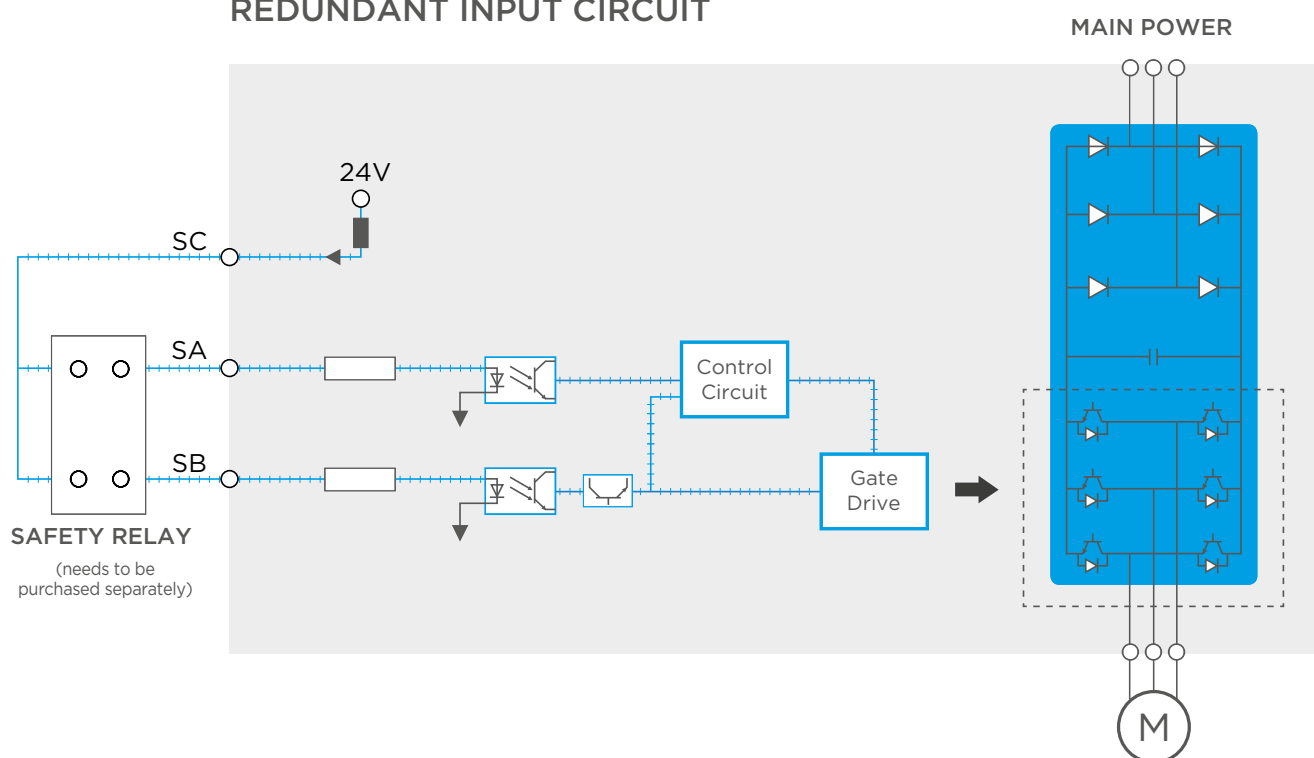 REDUNDANT INPUT CIRCUIT
MAIN POWER
24V
SC
SA
Control
Circuit
SB
Gate
Drive
SAFETY RELAY
(needs to be
purchased separately)
M